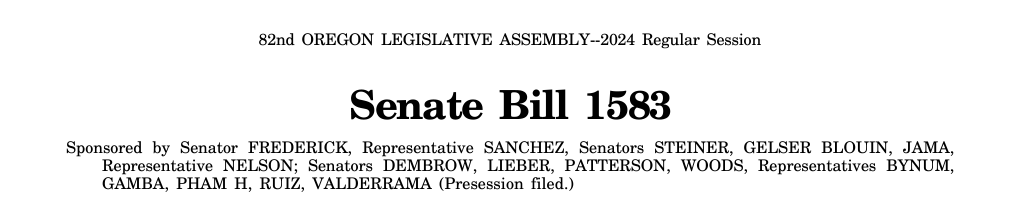 82nd OREGON LEGISLATIVE ASSEMBLY--2024 Regular Session
Senate Bill 1583
Sponsored by Senator FREDERICK, Representative SANCHEZ, Senators STEINER, GELSER BLOUIN, JAMA,
Representative NELSON; Senators DEMBROW, LIEBER, PATTERSON, WOODS, Representatives BYNUM,
GAMBA, PHAM H, RUIZ, VALDERRAMA (Presession filed.)